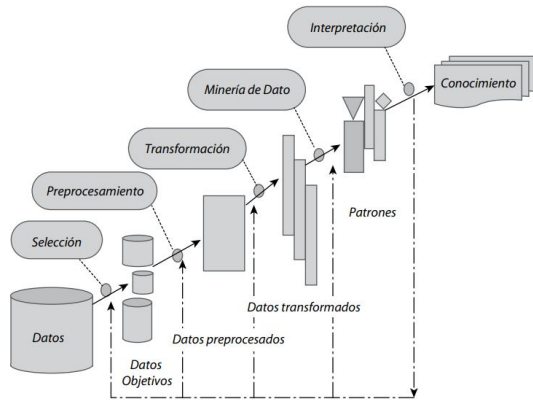 Interpretación
Conocimiento
Minería de Dato
Transformación
Preprocesamiento
Patrones
Selección
Datos transformados
Datos preprocesados
Datos
Datos
Objetivos